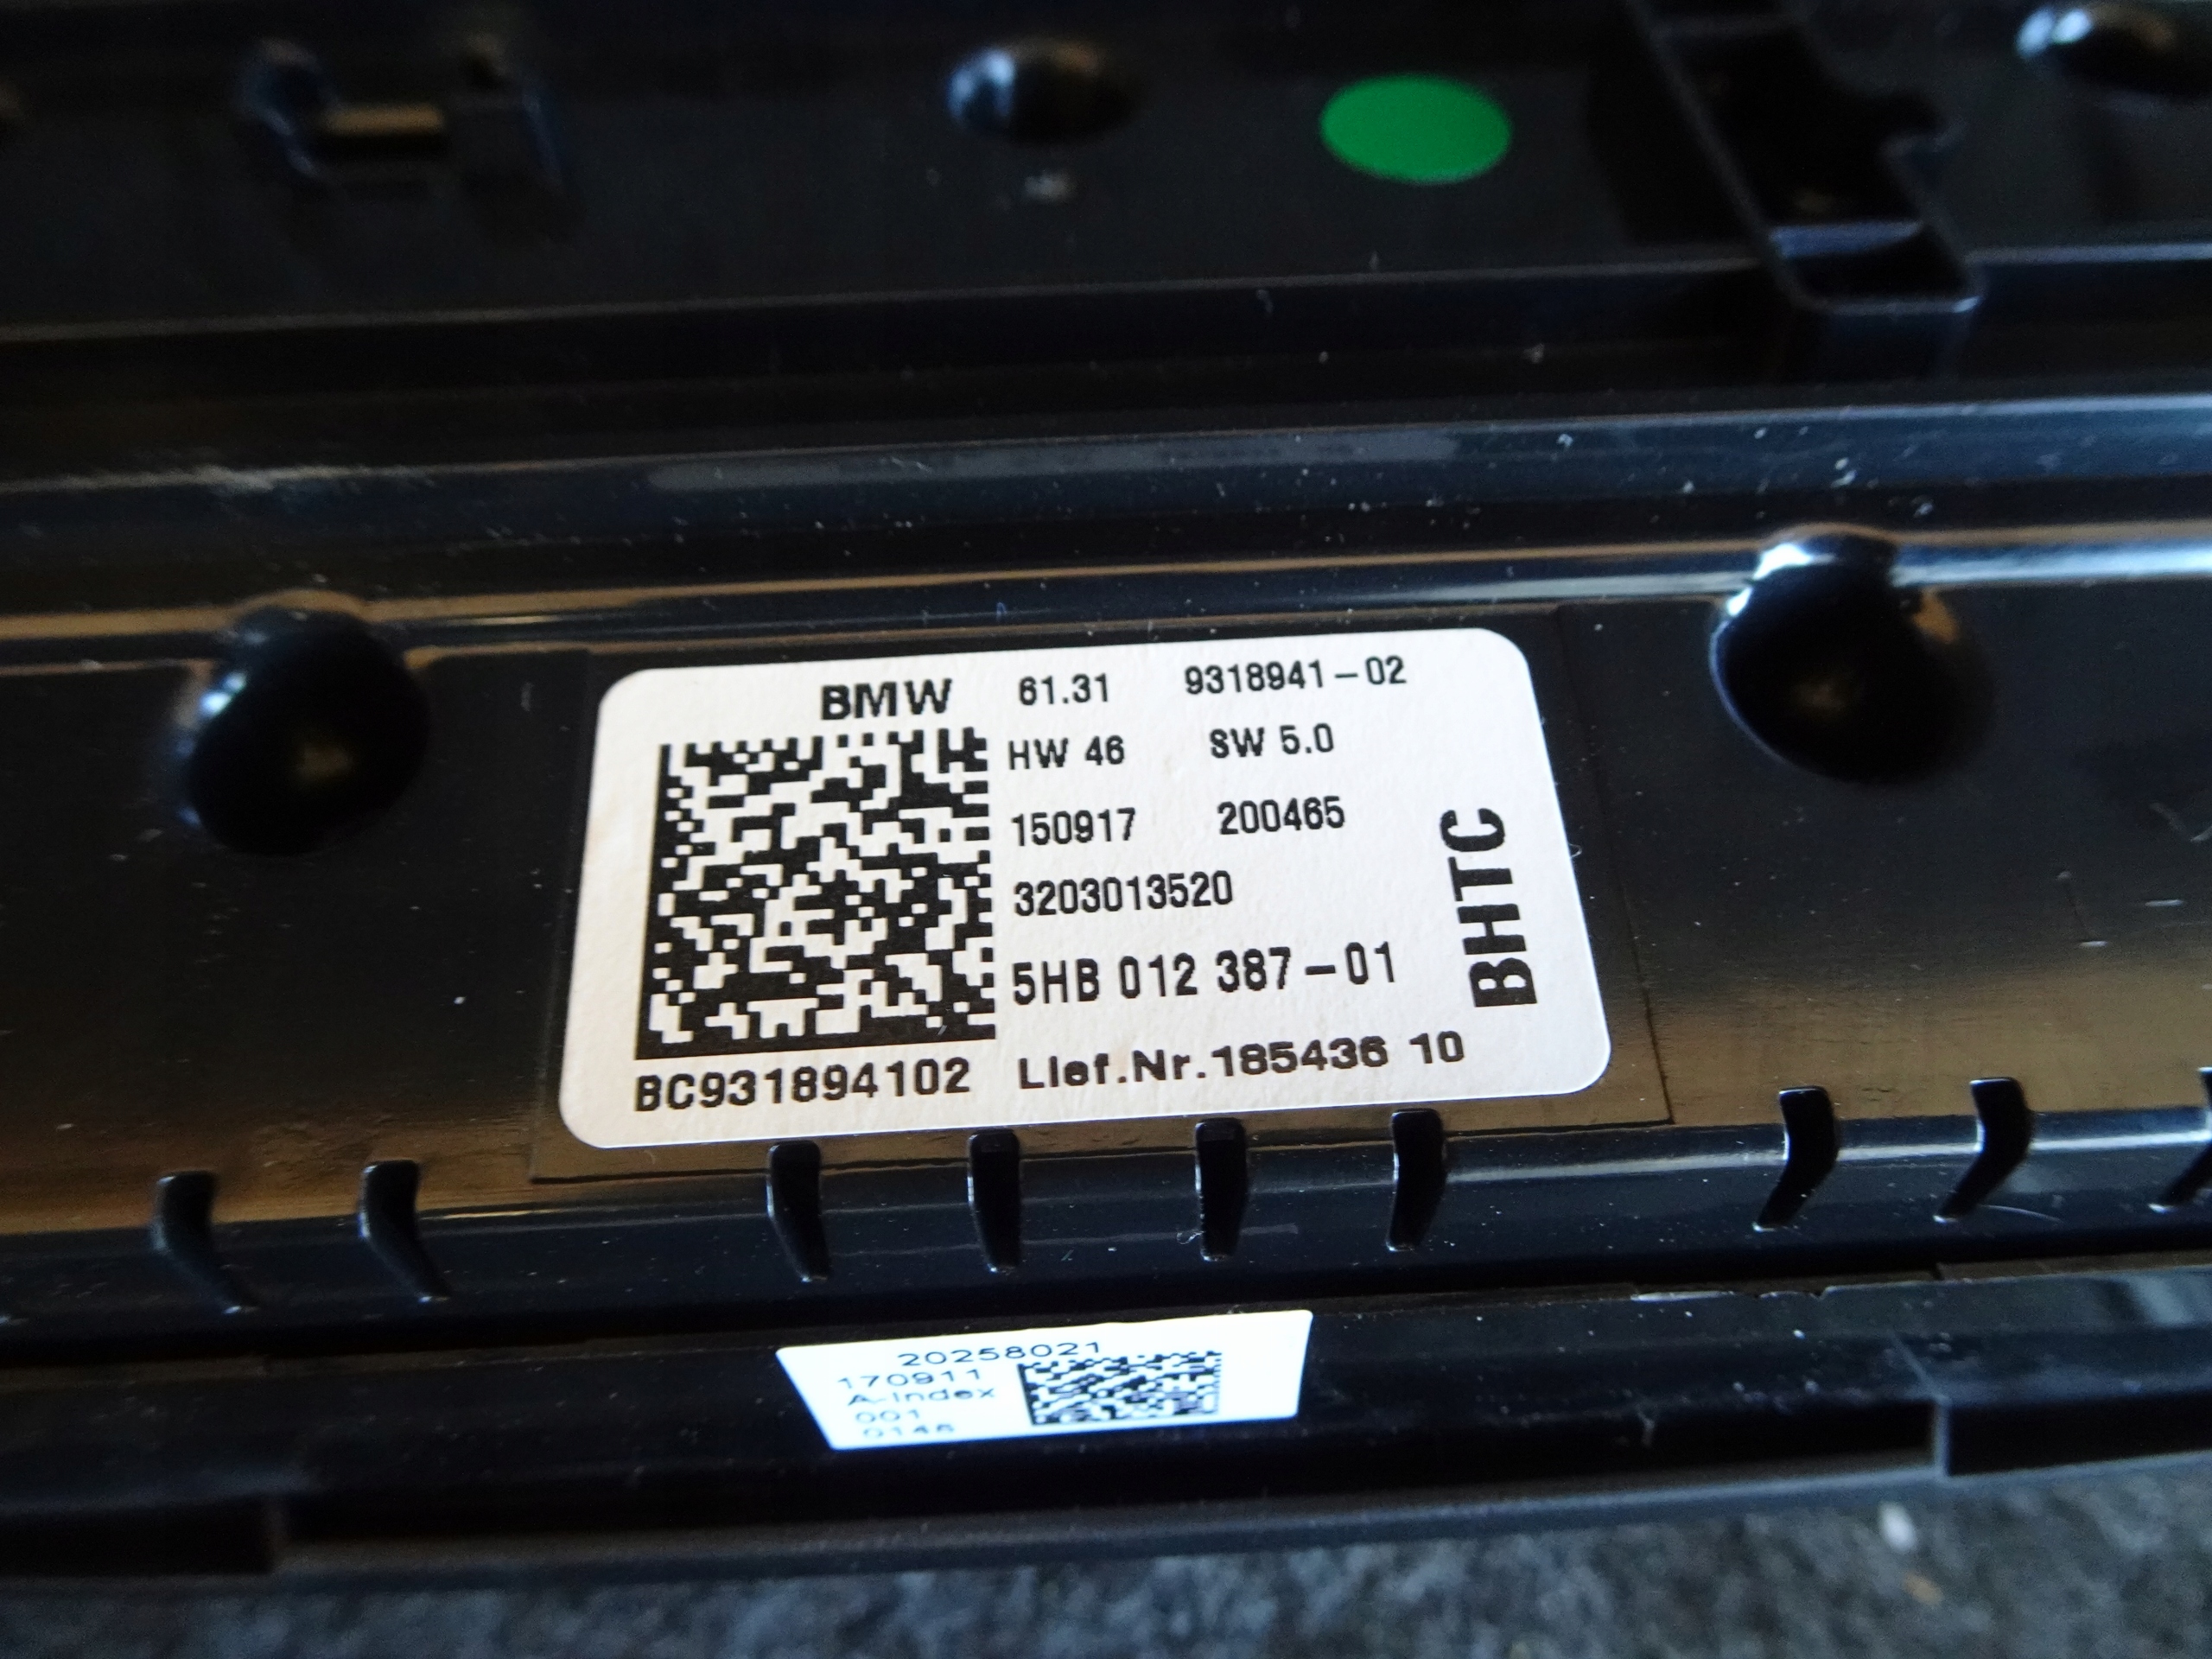 BMW 61.31 9318941-02
HW 46 SW 5.0
150917 200465
3203013520
5HB 012 387-01
BC931894102 Lief.Nr.185436 10
BHTC
20258021
170911
A-Index
001
0146